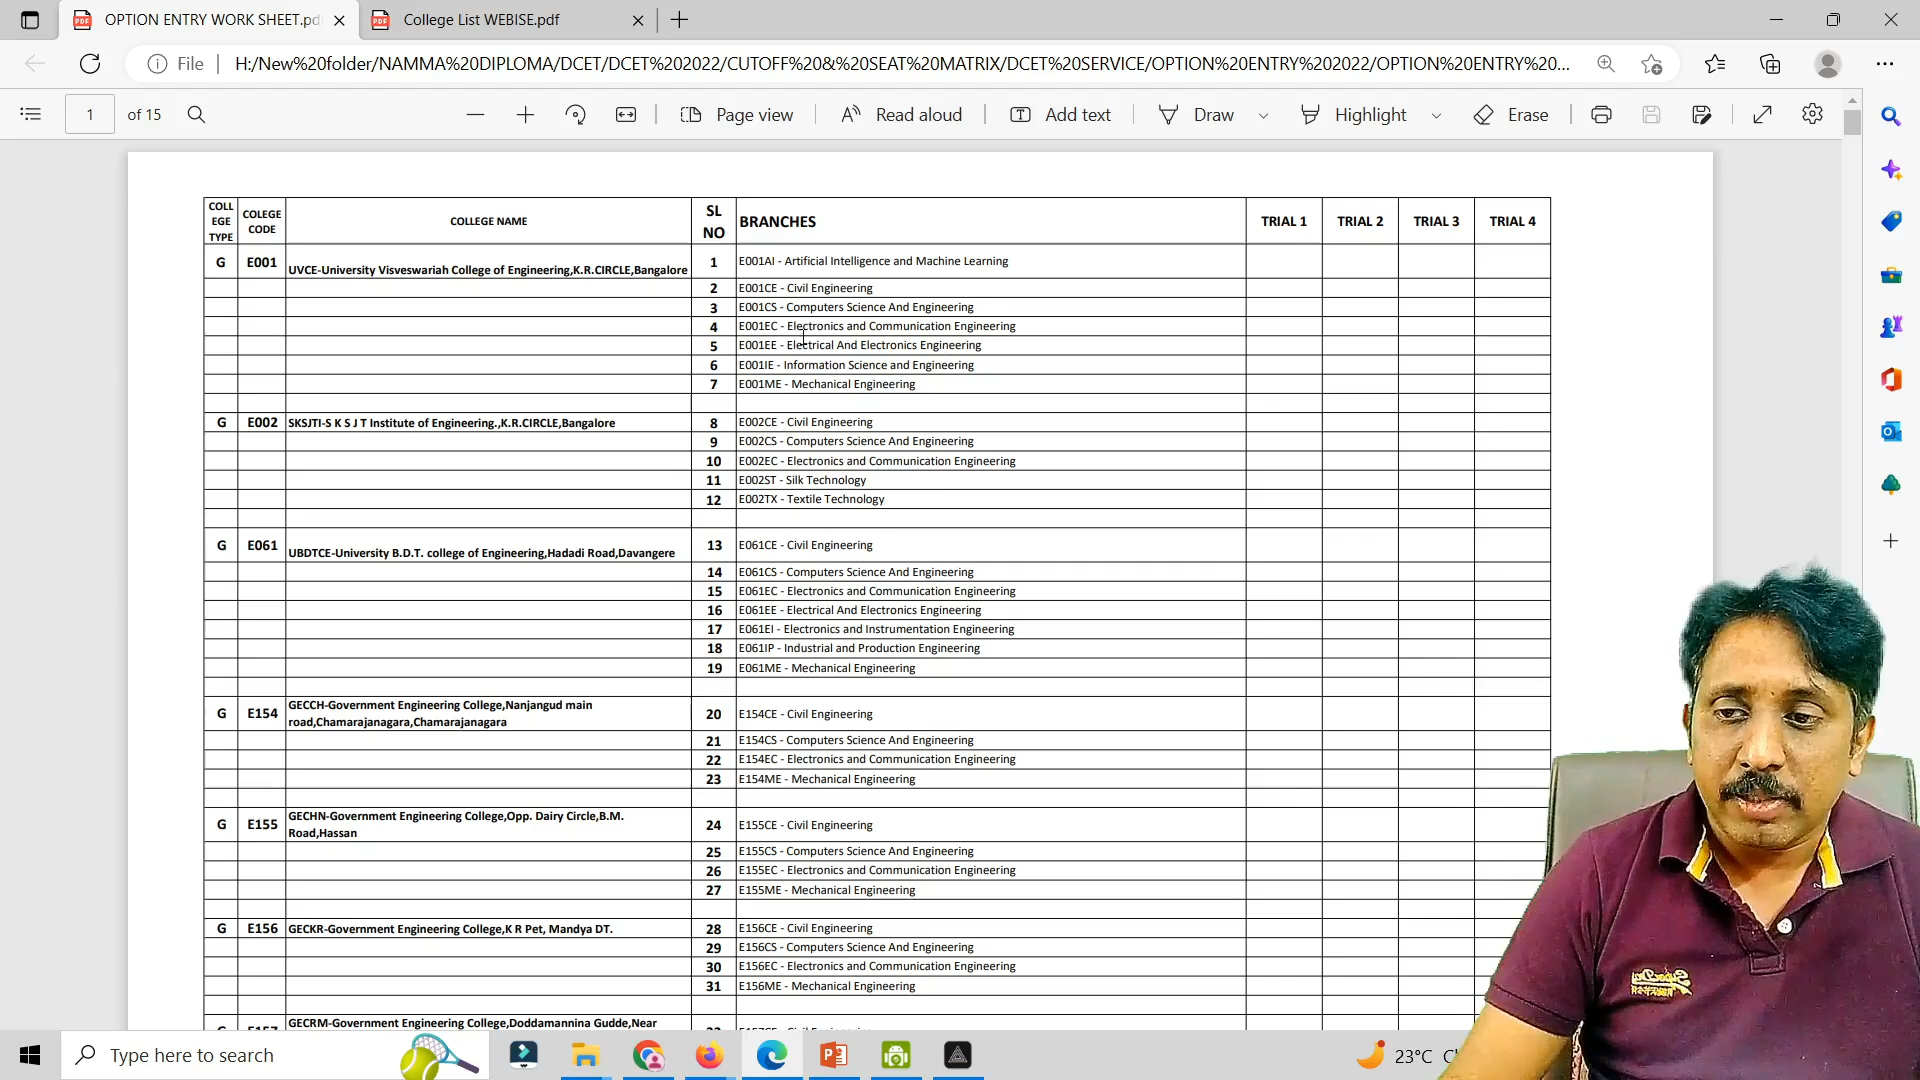 OPTION ENTRY WORK SHEET.pd
College List WEBISE.pdf
File
H:/New%20folder/NAMMA%20DIPLOMA/DCET/DCET%202022/CUTOFF%20&%20SEAT%20MATRIX/DCET%20SERVICE/OPTION%20ENTRY%202022/OPTION%20ENTRY%20...
1 of 15
Page view
Read aloud
Add text
Draw
Highlight
Erase
COLL EGE TYPE COLEGE CODE COLLEGE NAME SL NO BRANCHES TRIAL 1 TRIAL 2 TRIAL 3 TRIAL 4
G E001 UVCE-University Visveswariah College of Engineering,K.R.CIRCLE,Bangalore 1 E001AI - Artificial Intelligence and Machine Learning
2 E001CE - Civil Engineering
3 E001CS - Computers Science And Engineering
4 E001EC - Electronics and Communication Engineering
5 E001EE - Electrical And Electronics Engineering
6 E001IE - Information Science and Engineering
7 E001ME - Mechanical Engineering
G E002 SKSJTI-S K S J T Institute of Engineering.,K.R.CIRCLE,Bangalore 8 E002CE - Civil Engineering
9 E002CS - Computers Science And Engineering
10 E002EC - Electronics and Communication Engineering
11 E002ST - Silk Technology
12 E002TX - Textile Technology
G E061 UBDTCE-University B.D.T. college of Engineering,Hadadi Road,Davangere 13 E061CE - Civil Engineering
14 E061CS - Computers Science And Engineering
15 E061EC - Electronics and Communication Engineering
16 E061EE - Electrical And Electronics Engineering
17 E061EI - Electronics and Instrumentation Engineering
18 E061IP - Industrial and Production Engineering
19 E061ME - Mechanical Engineering
G E154 GECCH-Government Engineering College,Nanjangud main road,Chamarajanagara,Chamarajanagara 20 E154CE - Civil Engineering
21 E154CS - Computers Science And Engineering
22 E154EC - Electronics and Communication Engineering
23 E154ME - Mechanical Engineering
G E155 GECHN-Government Engineering College,Opp. Dairy Circle,B.M. Road,Hassan 24 E155CE - Civil Engineering
25 E155CS - Computers Science And Engineering
26 E155EC - Electronics and Communication Engineering
27 E155ME - Mechanical Engineering
G E156 GECKR-Government Engineering College,K R Pet, Mandya DT. 28 E156CE - Civil Engineering
29 E156CS - Computers Science And Engineering
30 E156EC - Electronics and Communication Engineering
31 E156ME - Mechanical Engineering
GECRM-Government Engineering College,Doddamannina Gudde,Near
Type here to search
23°C